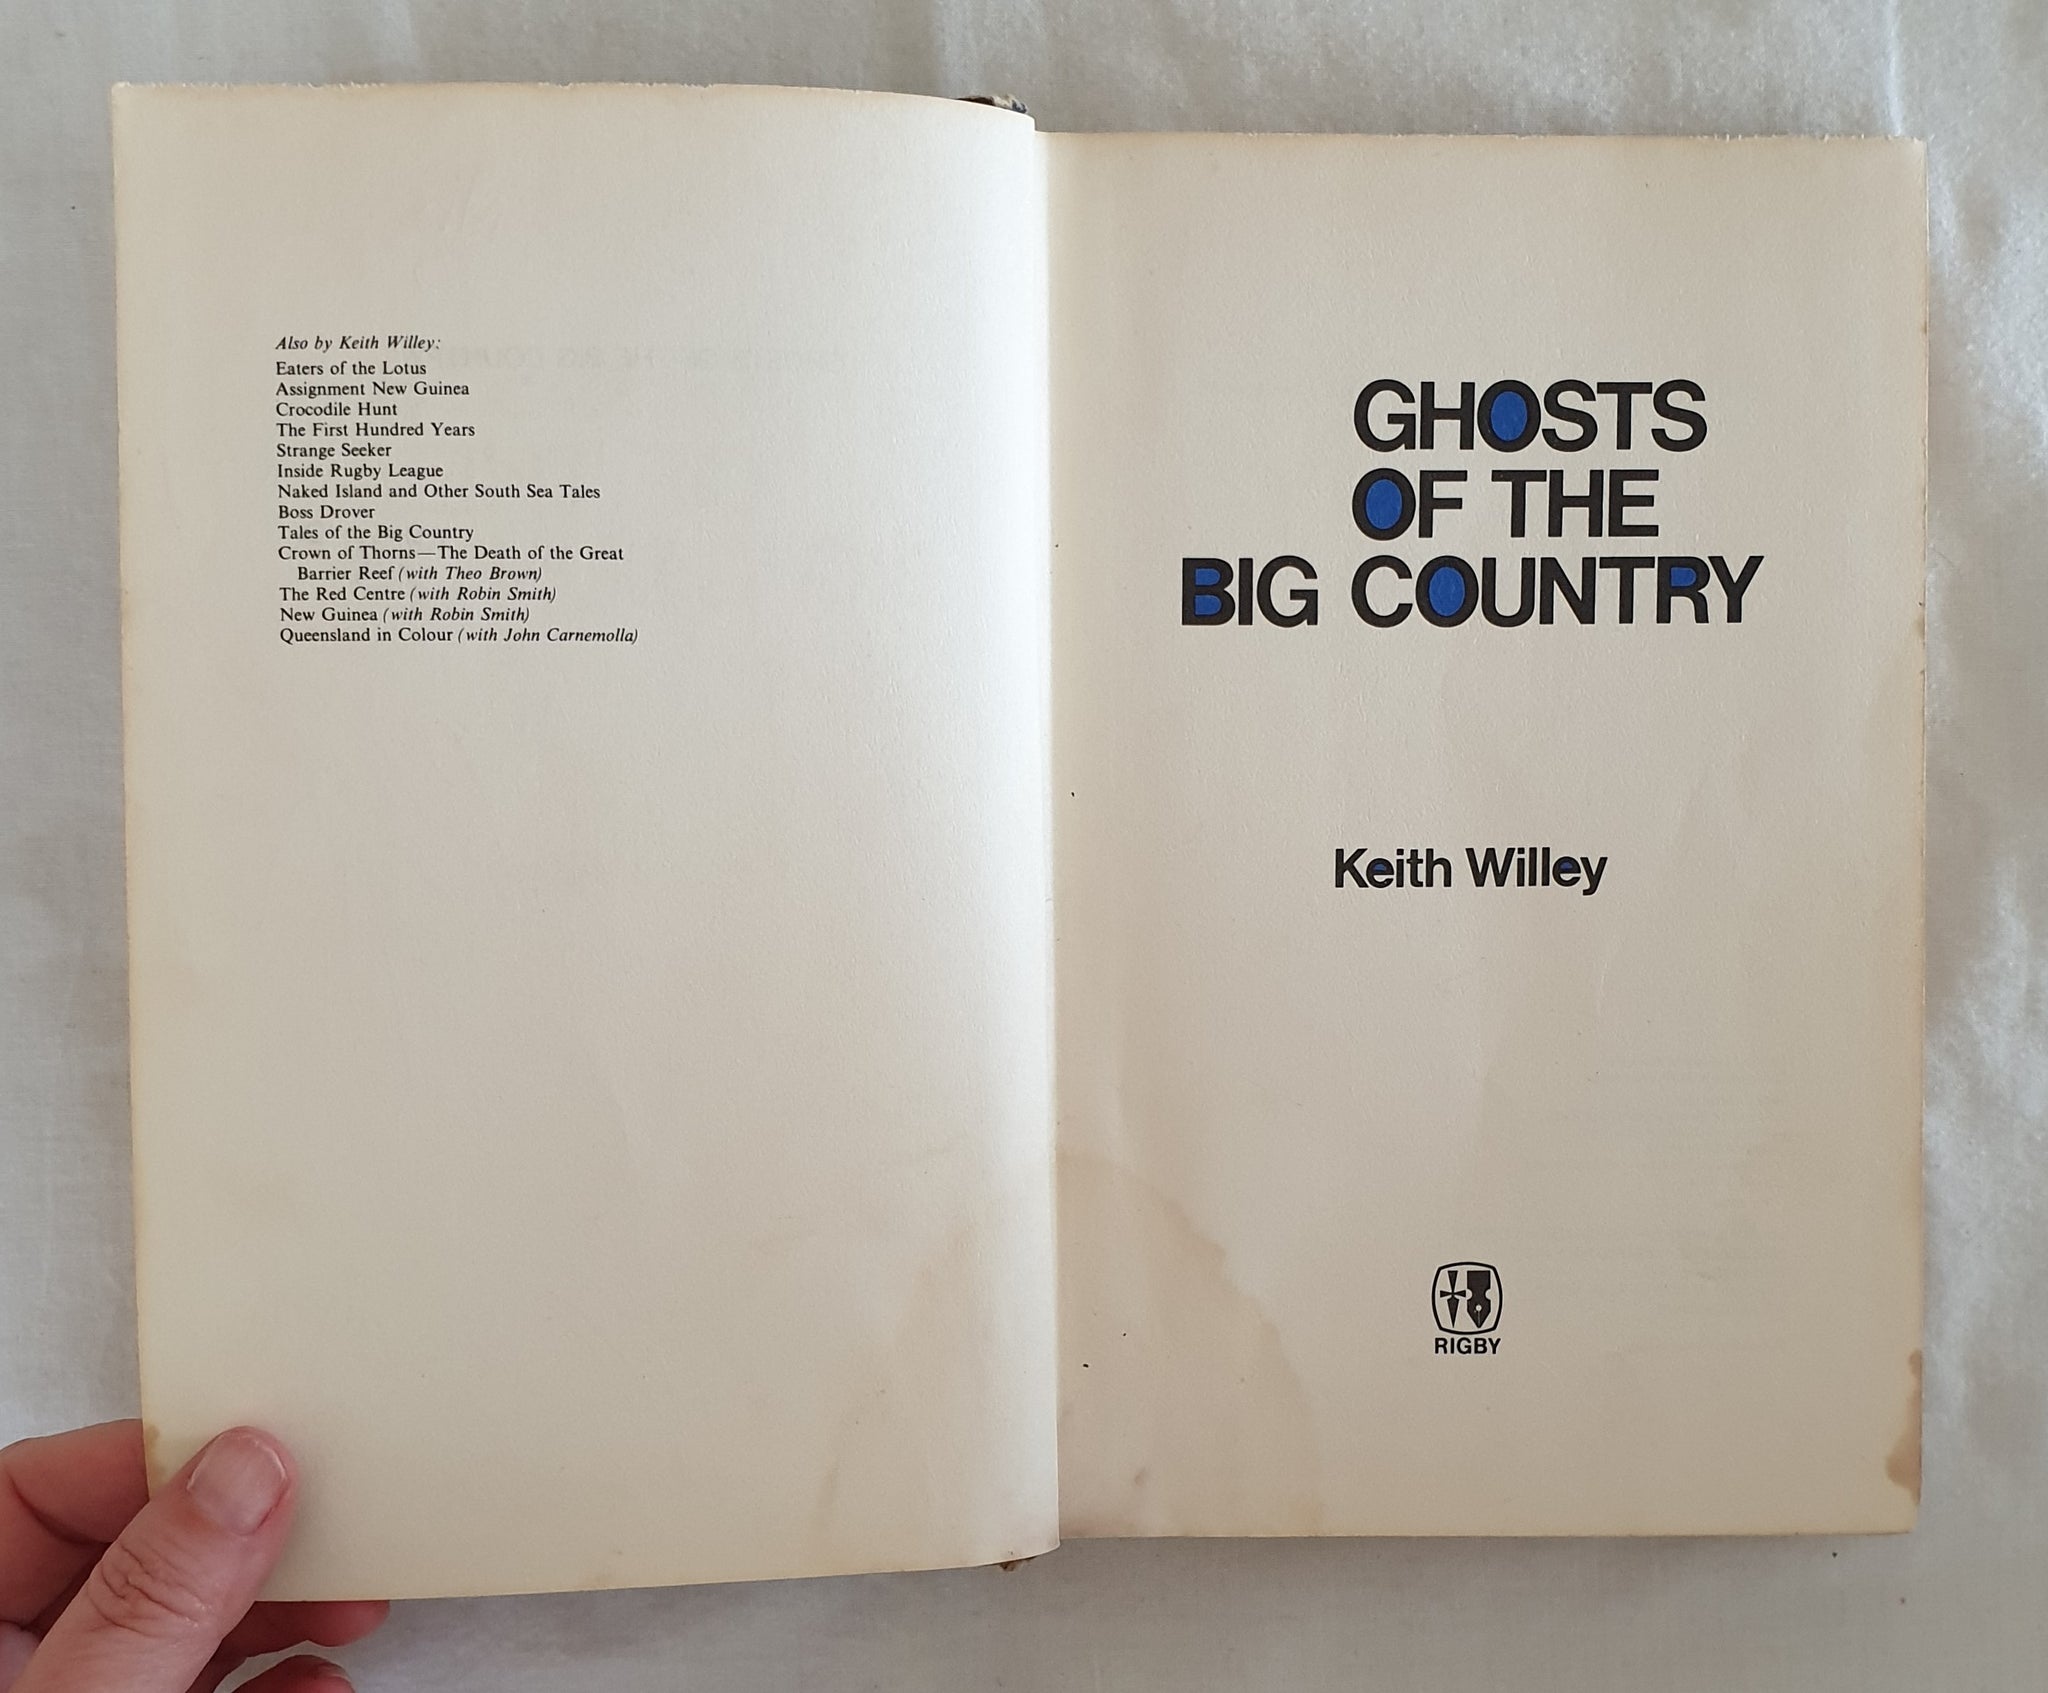 Also by Keith Willey:
Eaters of the Lotus
Assignment New Guinea
Crocodile Hunt
The First Hundred Years
Strange Seeker
Inside Rugby League
Naked Island and Other South Sea Tales
Boss Drover
Tales of the Big Country
Crown of Thorns—The Death of the Great
Barrier Reef (with Theo Brown)
The Red Centre (with Robin Smith)
New Guinea (with Robin Smith)
Queensland in Colour (with John Carnemolla)
GHOSTS
OF THE
BIG COUNTRY
Keith Willey
RIGBY